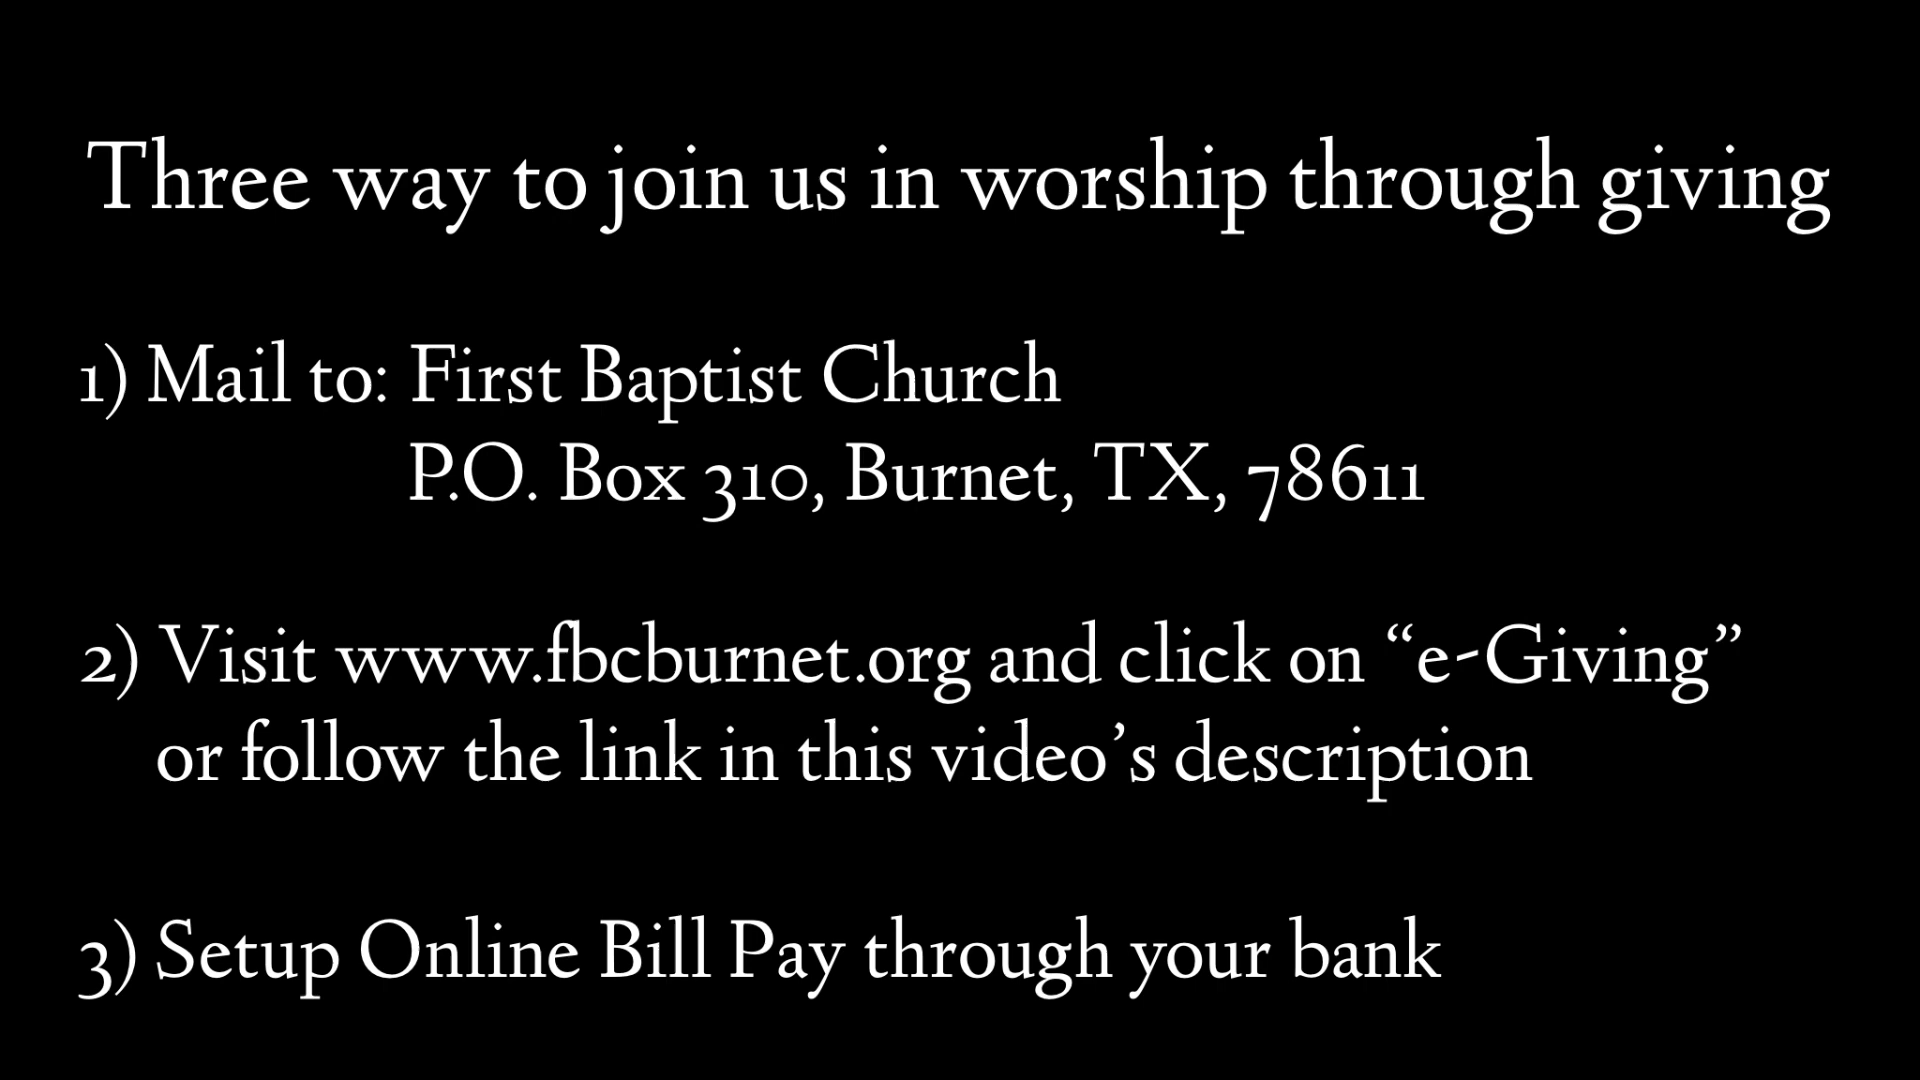 Three way to join us in worship through giving
1) Mail to: First Baptist Church
P.O. Box 310, Burnet, TX, 78611
2) Visit www.fbcburnet.org and click on “e-Giving”
or follow the link in this video’s description
3) Setup Online Bill Pay through your bank